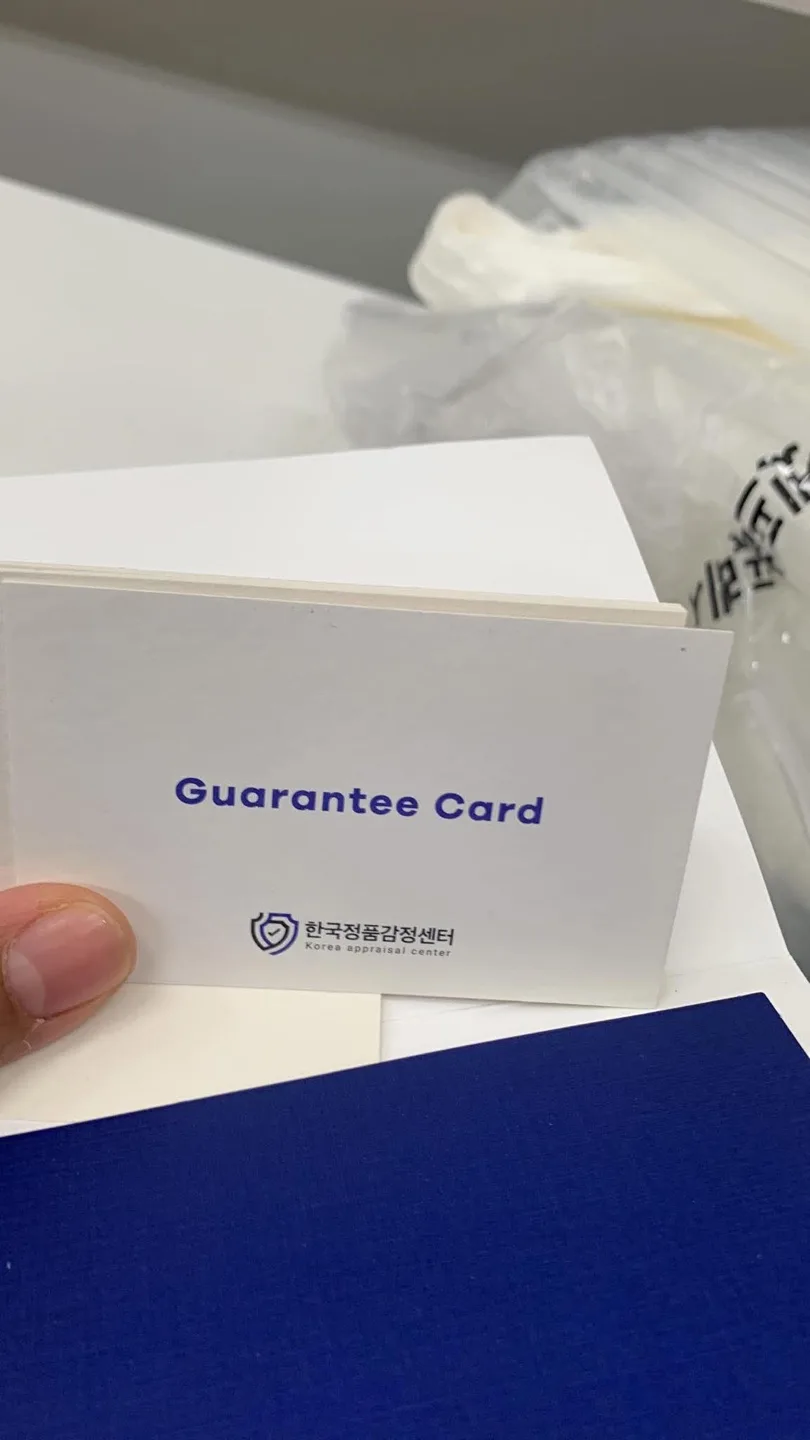 Guarantee Card
한국정품감정센터
Korea appraisal center